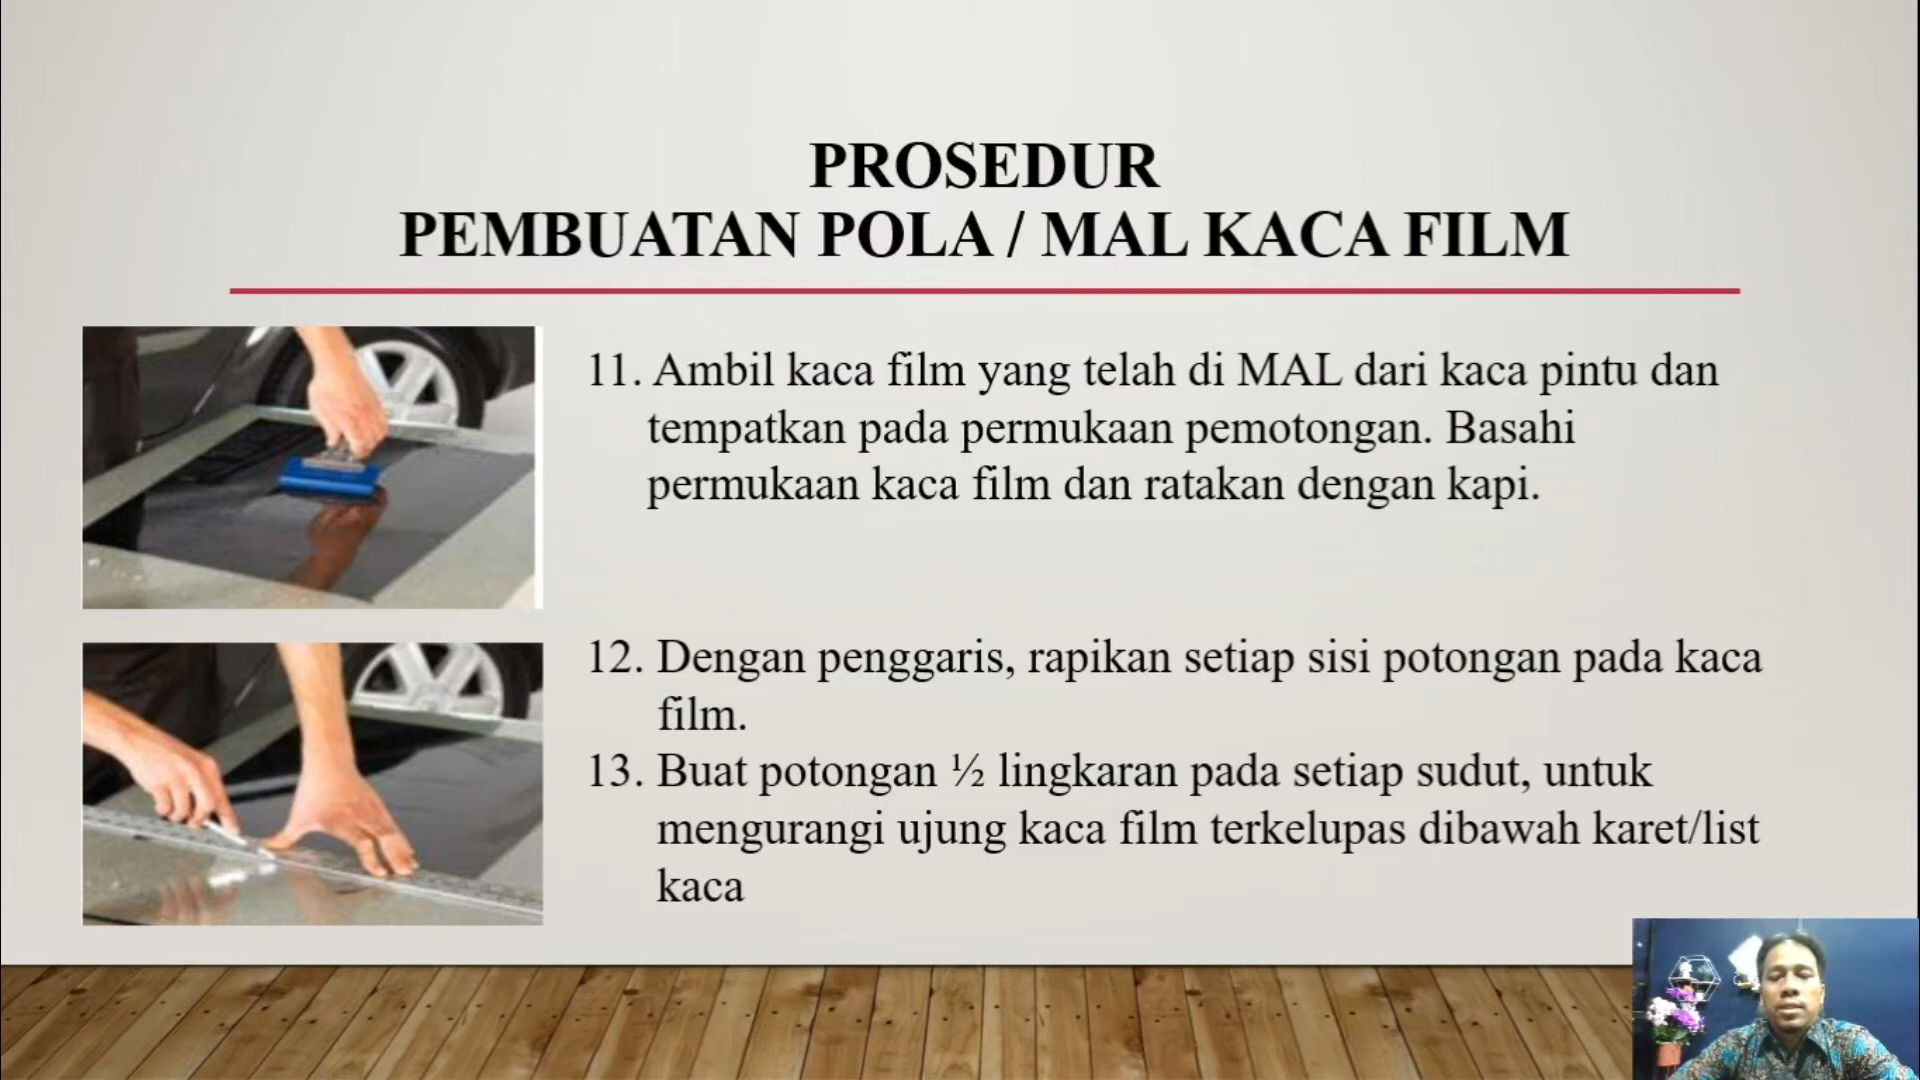 PROSEDUR
PEMBUATAN POLA / MAL KACA FILM
11. Ambil kaca film yang telah di MAL dari kaca pintu dan
tempatkan pada permukaan pemotongan. Basahi
permukaan kaca film dan ratakan dengan kapi.
12. Dengan penggaris, rapikan setiap sisi potongan pada kaca
film.
13. Buat potongan ½ lingkaran pada setiap sudut, untuk
mengurangi ujung kaca film terkelupas dibawah karet/list
kaca